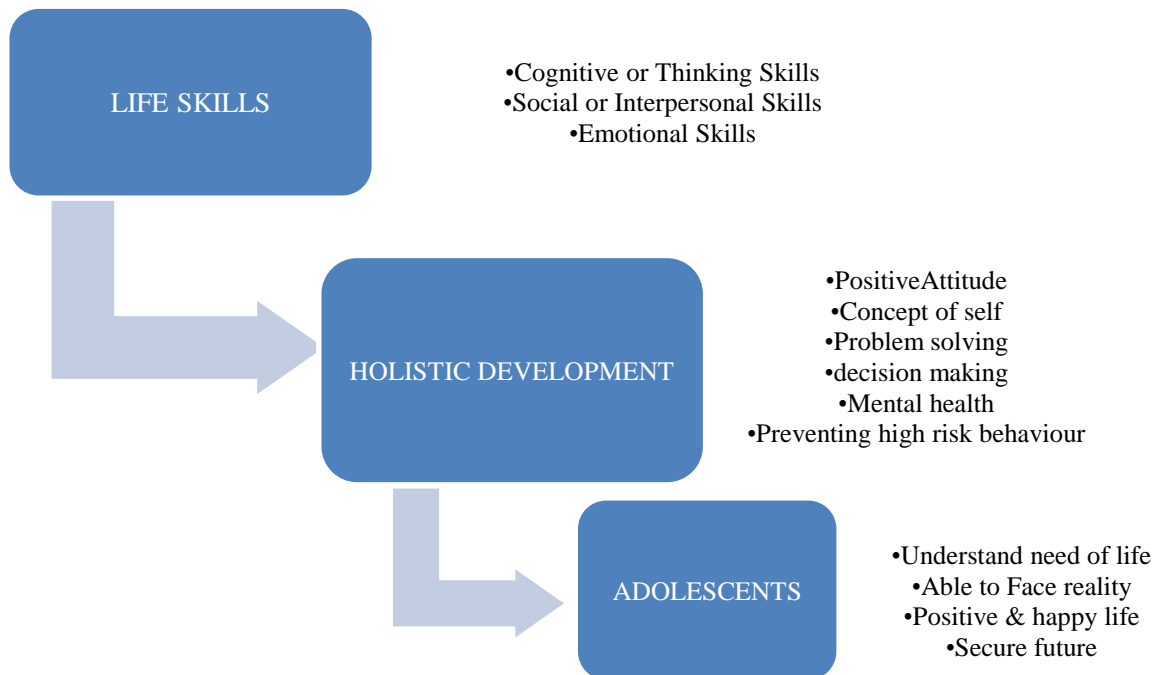 LIFE SKILLS
•Cognitive or Thinking Skills
•Social or Interpersonal Skills
•Emotional Skills
HOLISTIC DEVELOPMENT
•PositiveAttitude
•Concept of self
•Problem solving
•decision making
•Mental health
•Preventing high risk behaviour
ADOLESCENTS
•Understand need of life
•Able to Face reality
•Positive & happy life
•Secure future